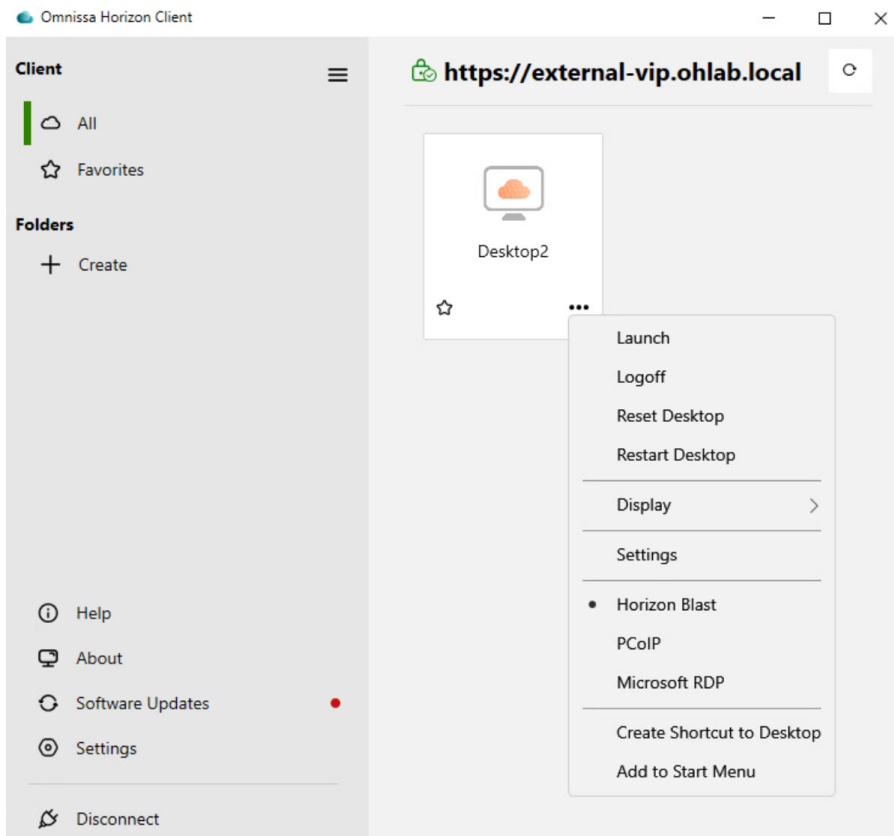 Omnissa Horizon Client
Client
All
Favorites
Folders
Create
Help
About
Software Updates
Settings
Disconnect
https://external-vip.ohlab.local
Desktop2
Launch
Logoff
Reset Desktop
Restart Desktop
Display
Settings
Horizon Blast
PCoIP
Microsoft RDP
Create Shortcut to Desktop
Add to Start Menu